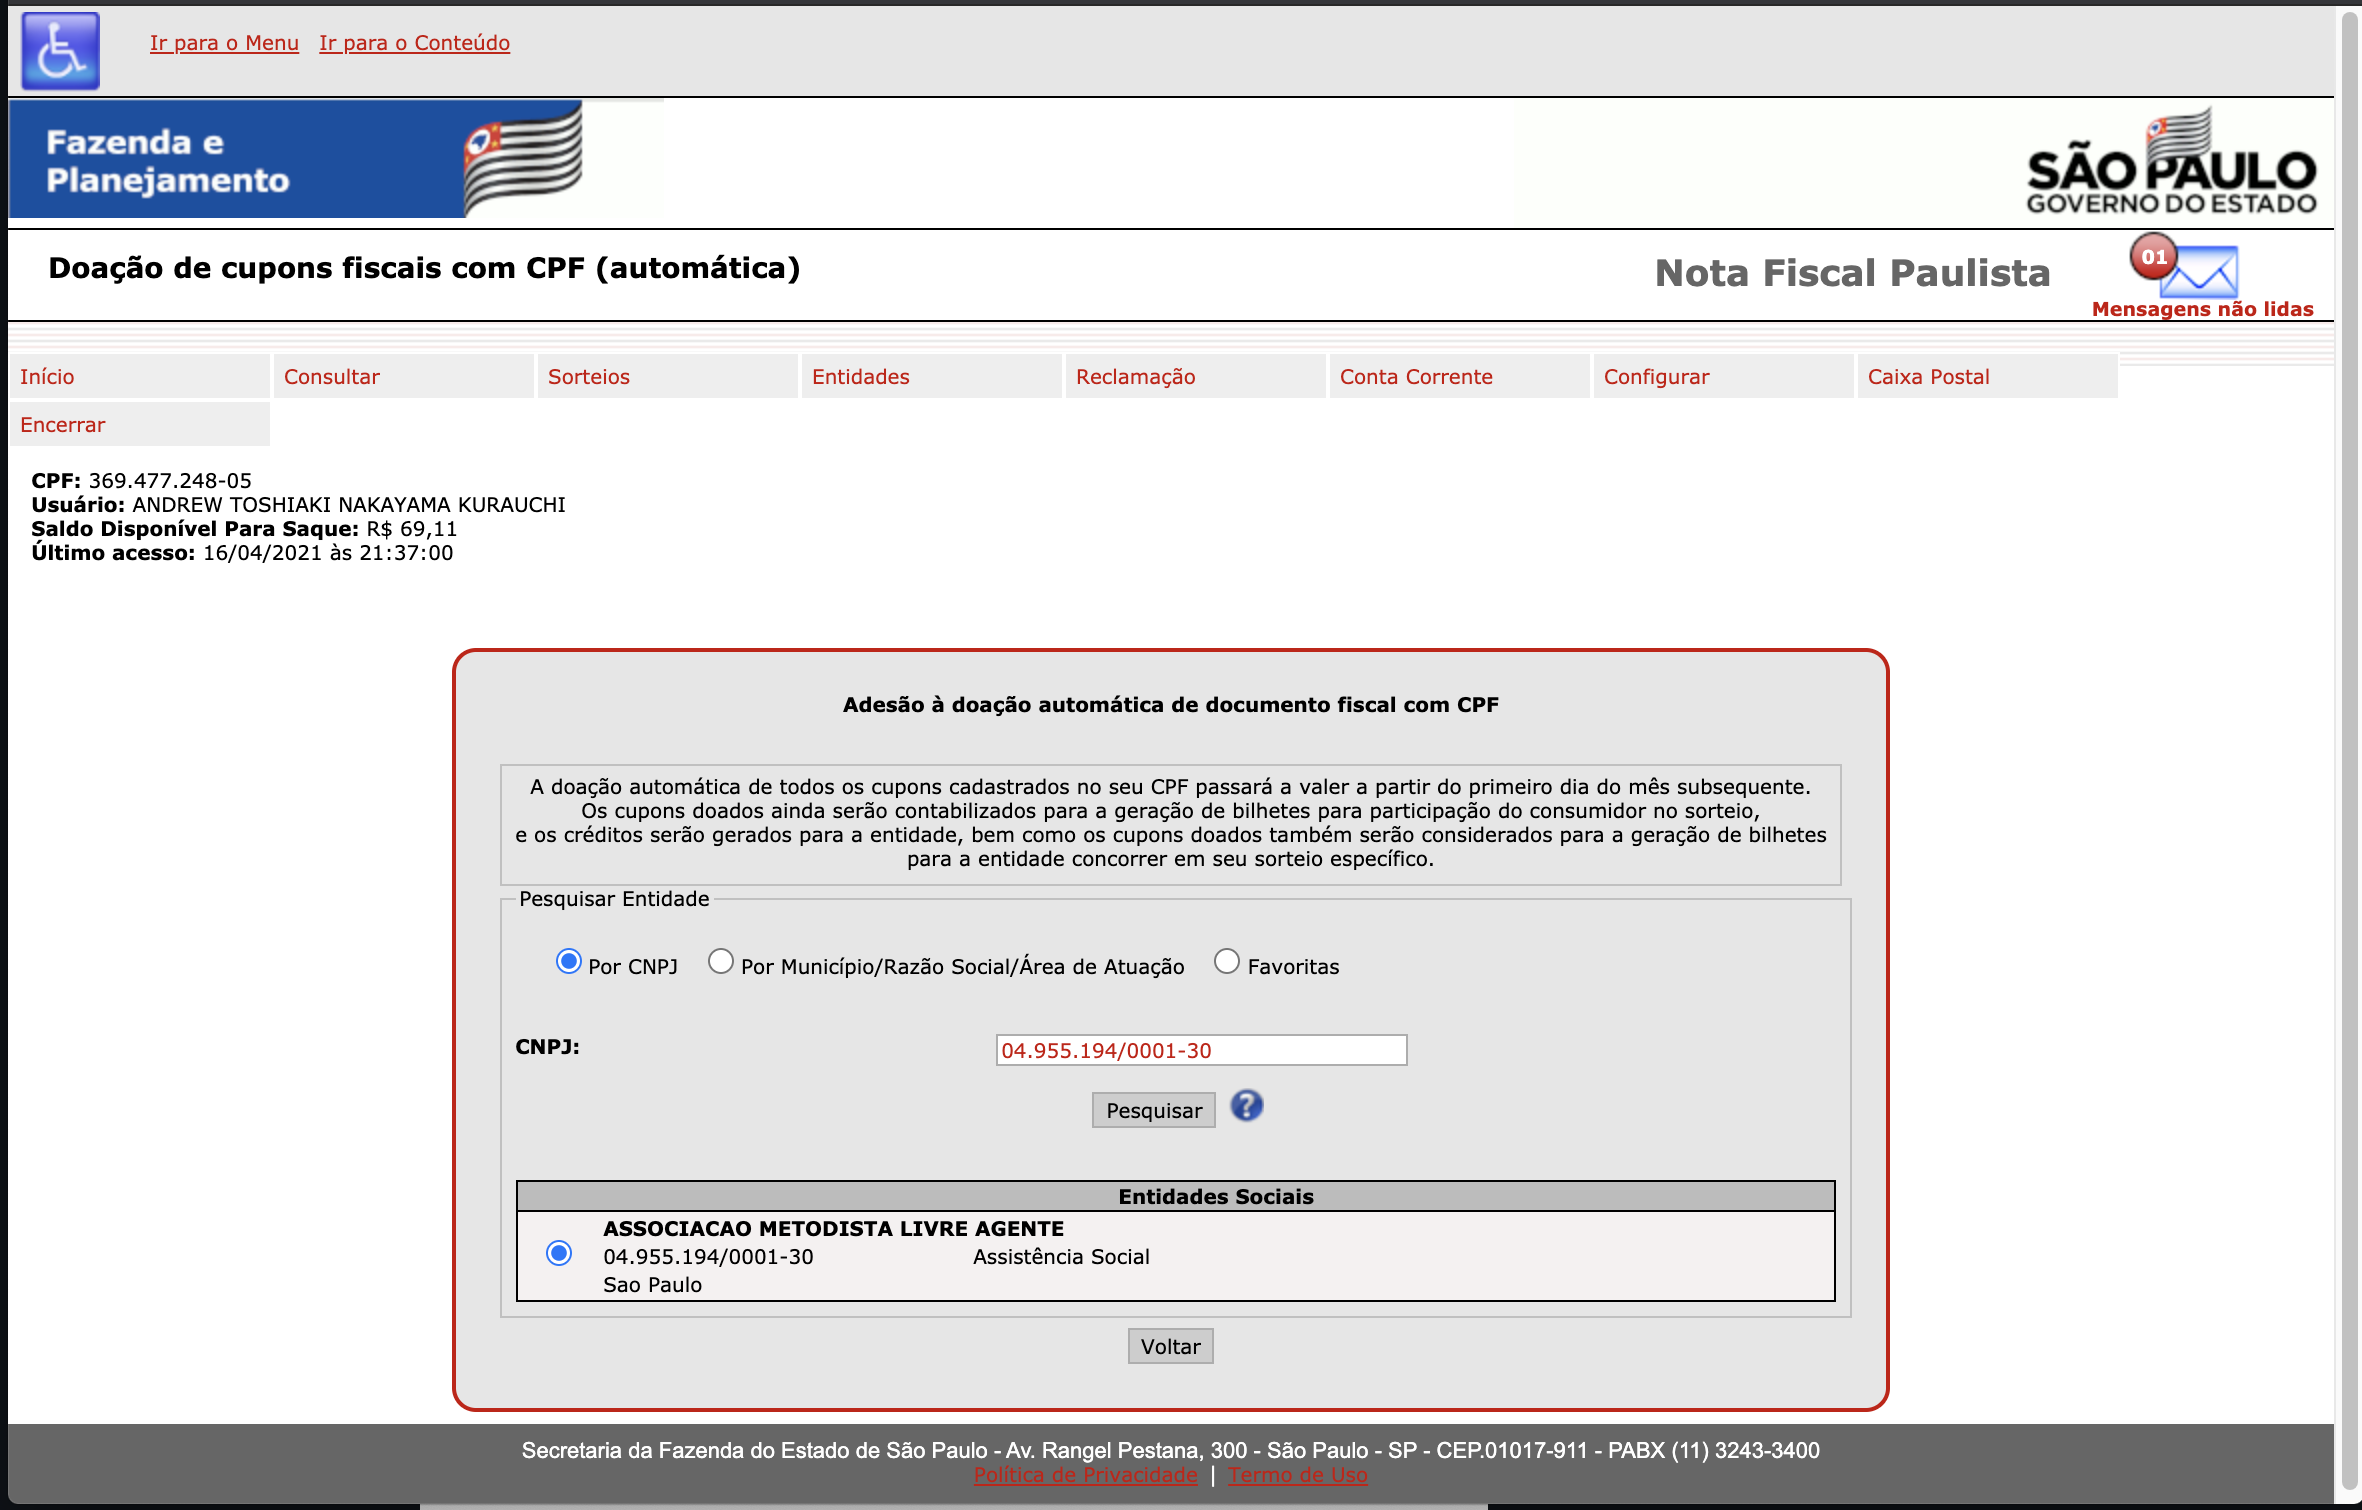 Ir para o Menu Ir para o Conteúdo
Fazenda e
Planejamento
SÃO PAULO
GOVERNO DO ESTADO
Doação de cupons fiscais com CPF (automática)
Nota Fiscal Paulista
01
Mensagens não lidas
Início Consultar Sorteios Entidades Reclamação Conta Corrente Configurar Caixa Postal
Encerrar
CPF: 369.477.248-05
Usuário: ANDREW TOSHIAKI NAKAYAMA KURAUCHI
Saldo Disponível Para Saque: R$ 69,11
Último acesso: 16/04/2021 às 21:37:00
Adesão à doação automática de documento fiscal com CPF
A doação automática de todos os cupons cadastrados no seu CPF passará a valer a partir do primeiro dia do mês subsequente.
Os cupons doados ainda serão contabilizados para a geração de bilhetes para participação do consumidor no sorteio,
e os créditos serão gerados para a entidade, bem como os cupons doados também serão considerados para a geração de bilhetes
para a entidade concorrer em seu sorteio específico.
Pesquisar Entidade
Por CNPJ Por Município/Razão Social/Área de Atuação Favoritas
CNPJ: 04.955.194/0001-30
Pesquisar ?
Entidades Sociais
ASSOCIACAO METODISTA LIVRE AGENTE
04.955.194/0001-30 Assistência Social
Sao Paulo
Voltar
Secretaria da Fazenda do Estado de São Paulo - Av. Rangel Pestana, 300 - São Paulo - SP - CEP.01017-911 - PABX (11) 3243-3400
Política de Privacidade | Termo de Uso